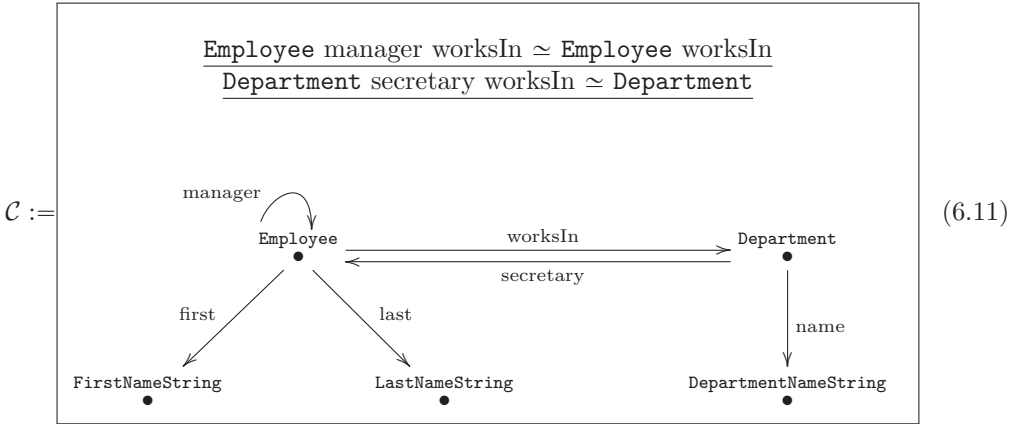 Employee manager worksIn ≃ Employee worksIn
Department secretary worksIn ≃ Department
manager
𝒞 :=
(6.11)
Employee
worksIn
Department
secretary
first
last
name
FirstNameString
LastNameString
DepartmentNameString